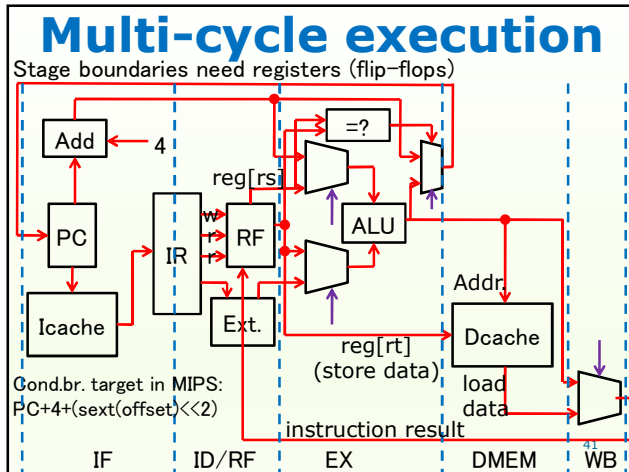 Multi-cycle execution
Stage boundaries need registers (flip-flops)
Add
4
=?
reg[rs]
PC
IR
w
r
r
RF
ALU
Icache
Ext.
Addr.
Dcache
reg[rt]
(store data)
load
data
Cond.br. target in MIPS:
PC+4+(sext(offset)<<2)
instruction result
41
IF
ID/RF
EX
DMEM
WB